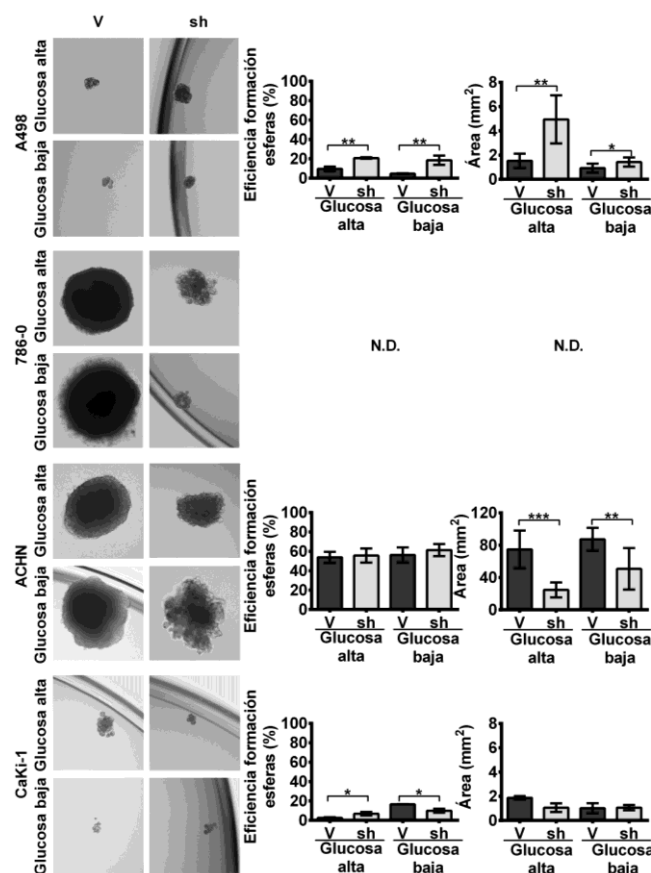 V sh
A498
Glucosa alta
Glucosa baja
Eficiencia formación
esferas (%)
100
80
60
40
20
0
**
**
V sh V sh
Glucosa Glucosa
alta baja
Área (mm²)
8
6
4
2
0
**
*
V sh V sh
Glucosa Glucosa
alta baja
786-0
Glucosa alta
Glucosa baja
N.D. N.D.
ACHN
Glucosa alta
Glucosa baja
Eficiencia formación
esferas (%)
100
80
60
40
20
0
V sh V sh
Glucosa Glucosa
alta baja
Área (mm²)
120
80
40
0
***
**
V sh V sh
Glucosa Glucosa
alta baja
CaKi-1
Glucosa alta
Glucosa baja
Eficiencia formación
esferas (%)
100
80
60
40
20
0
*
*
V sh V sh
Glucosa Glucosa
alta baja
Área (mm²)
8
6
4
2
0
V sh V sh
Glucosa Glucosa
alta baja